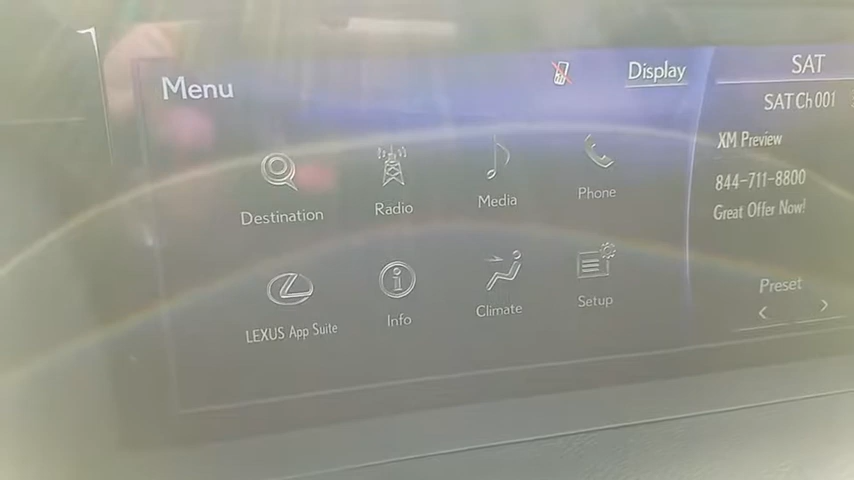 Menu
Display
Destination
Radio
Media
Phone
LEXUS App Suite
Info
Climate
Setup
SAT
SAT Ch 001
XM Preview
844-711-8800
Great Offer Now!
Preset